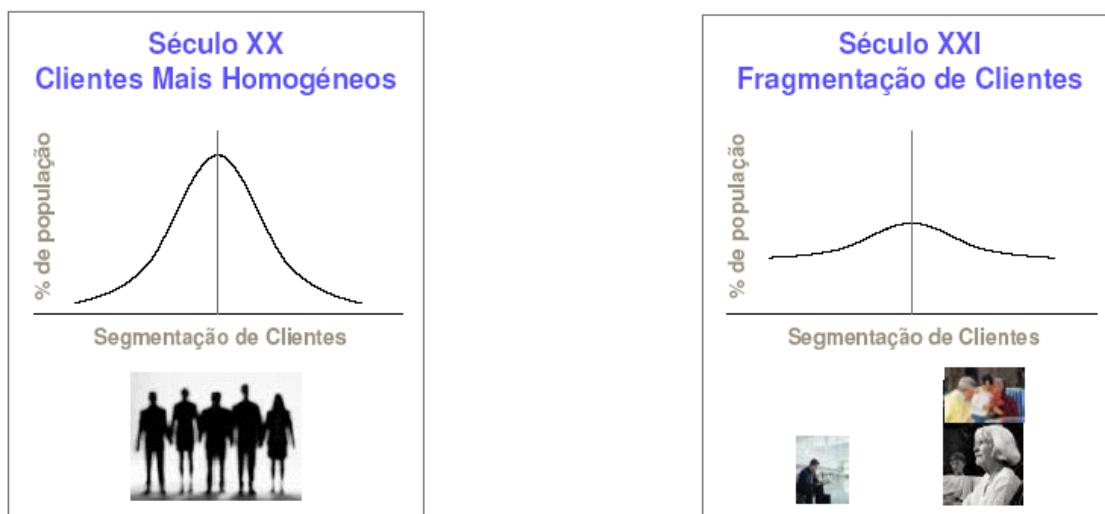 Século XX
Clientes Mais Homogéneos
% de população
Segmentação de Clientes
Século XXI
Fragmentação de Clientes
% de população
Segmentação de Clientes